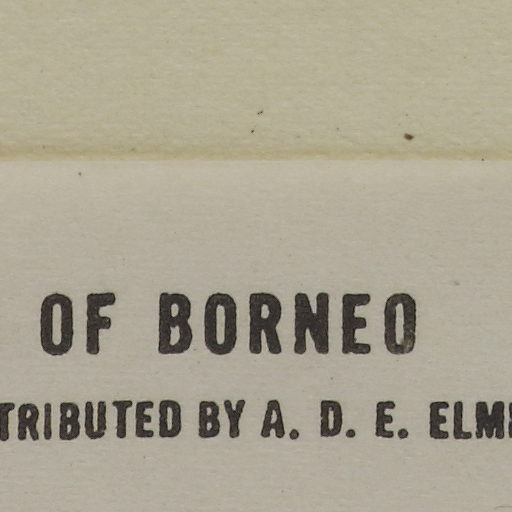 OF BORNEO
TRIBUTED BY A. D. E. ELM